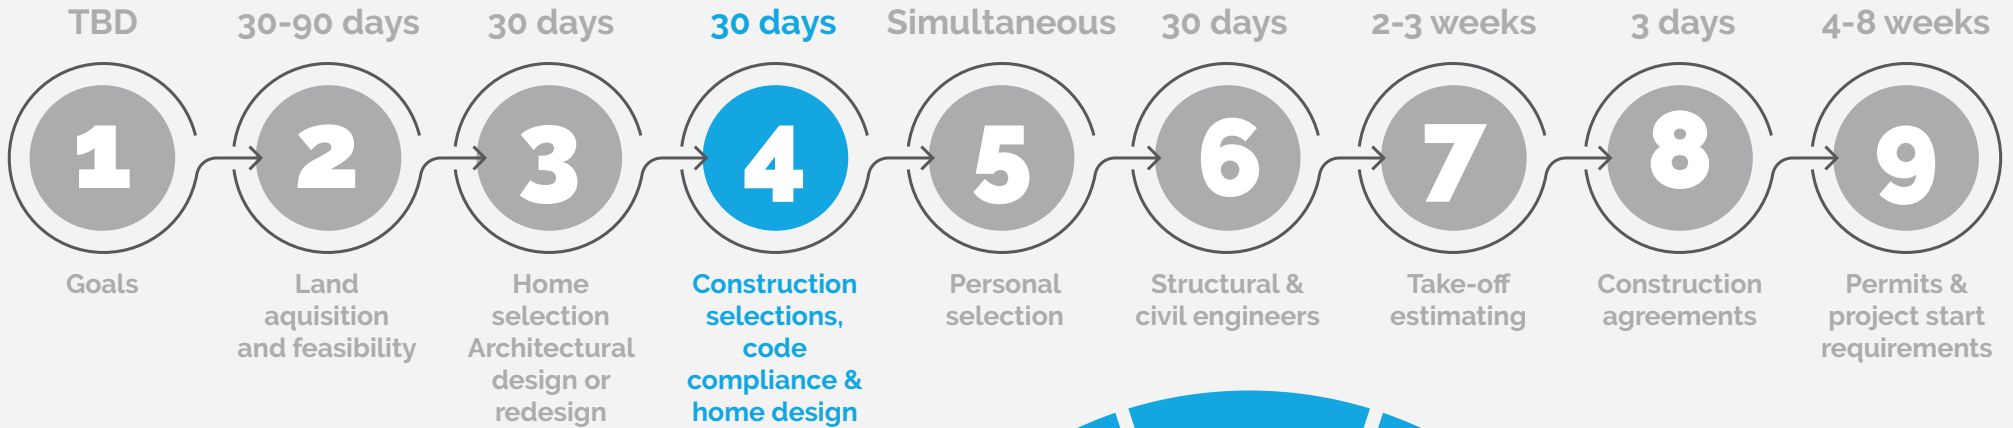 TBD
30-90 days
30 days
30 days
Simultaneous
30 days
2-3 weeks
3 days
4-8 weeks
1
2
3
4
5
6
7
8
9
Goals
Land
aquisition
and feasibility
Home
selection
Architectural
design or
redesign
Construction
selections,
code
compliance &
home design
Personal
selection
Structural &
civil engineers
Take-off
estimating
Construction
agreements
Permits &
project start
requirements